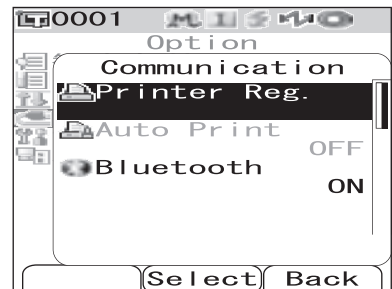 0001 M I S
Option
Communication
Printer Reg.
Auto Print
OFF
Bluetooth
ON
Select Back